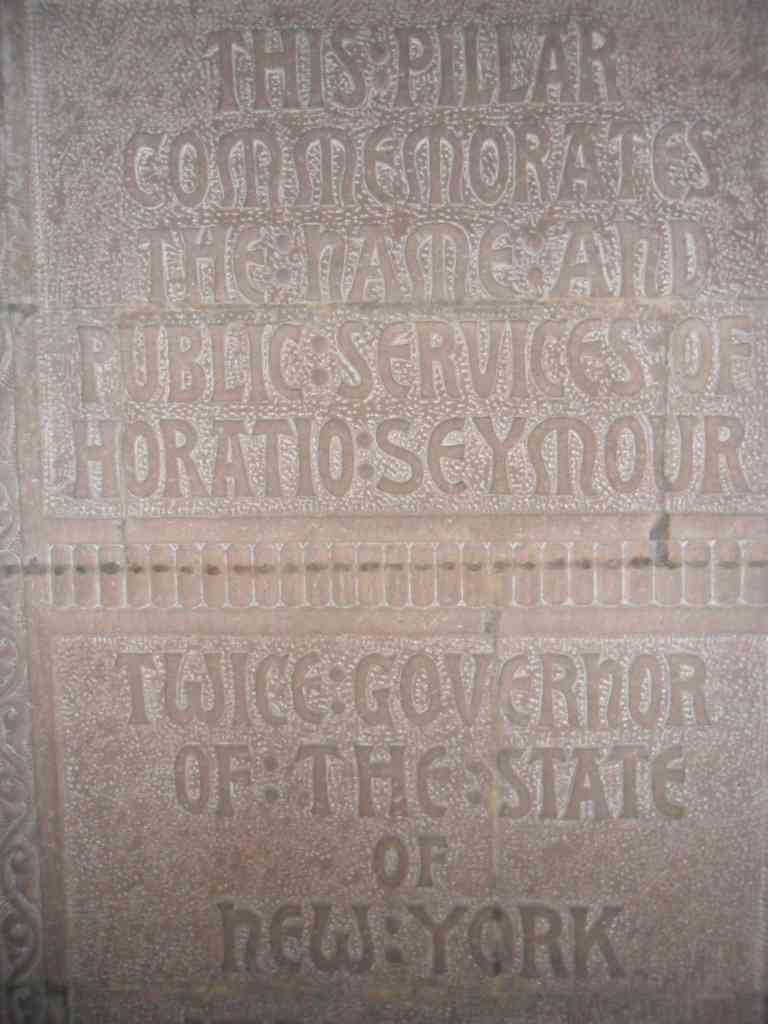 THIS:PILLAR
COMMEMORATES
THE:NAME:AND
PUBLIC:SERVICES:OF
HORATIO:SEYMOUR
TWICE:GOVERNOR
OF:THE:STATE
OF
NEW:YORK